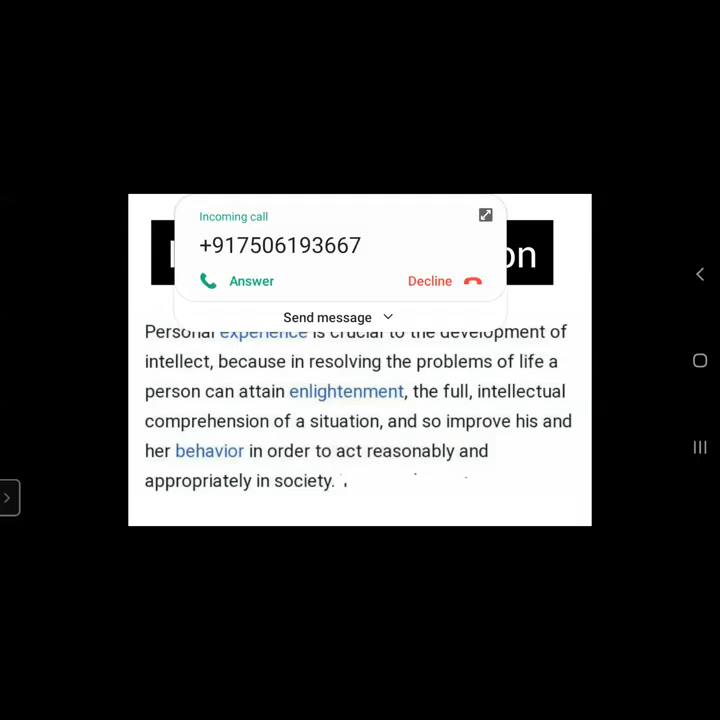 Incoming call
+917506193667
Answer Decline
Send message
on
Personal experience is crucial to the development of
intellect, because in resolving the problems of life a
person can attain enlightenment, the full, intellectual
comprehension of a situation, and so improve his and
her behavior in order to act reasonably and
appropriately in society.